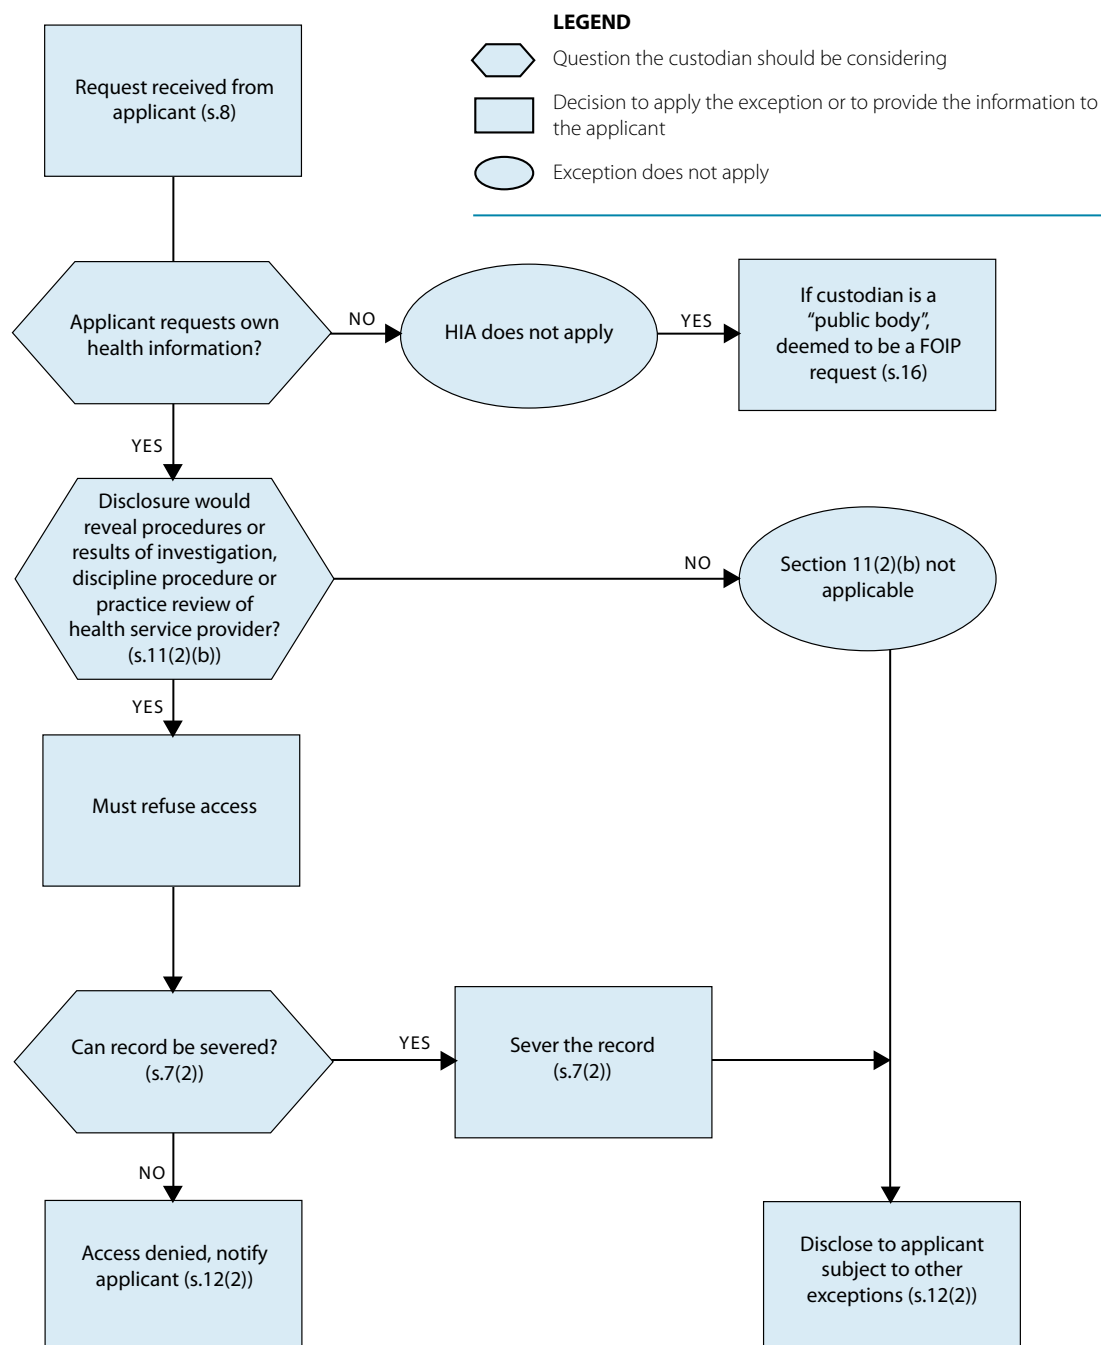 LEGEND
Question the custodian should be considering
Decision to apply the exception or to provide the information to
the applicant
Exception does not apply
Request received from
applicant (s.8)
Applicant requests own
health information?
NO
HIA does not apply
YES
If custodian is a
“public body”,
deemed to be a FOIP
request (s.16)
YES
Disclosure would
reveal procedures or
results of investigation,
discipline procedure or
practice review of
health service provider?
(s.11(2)(b))
NO
Section 11(2)(b) not
applicable
YES
Must refuse access
Can record be severed?
(s.7(2))
YES
Sever the record
(s.7(2))
NO
Access denied, notify
applicant (s.12(2))
Disclose to applicant
subject to other
exceptions (s.12(2))